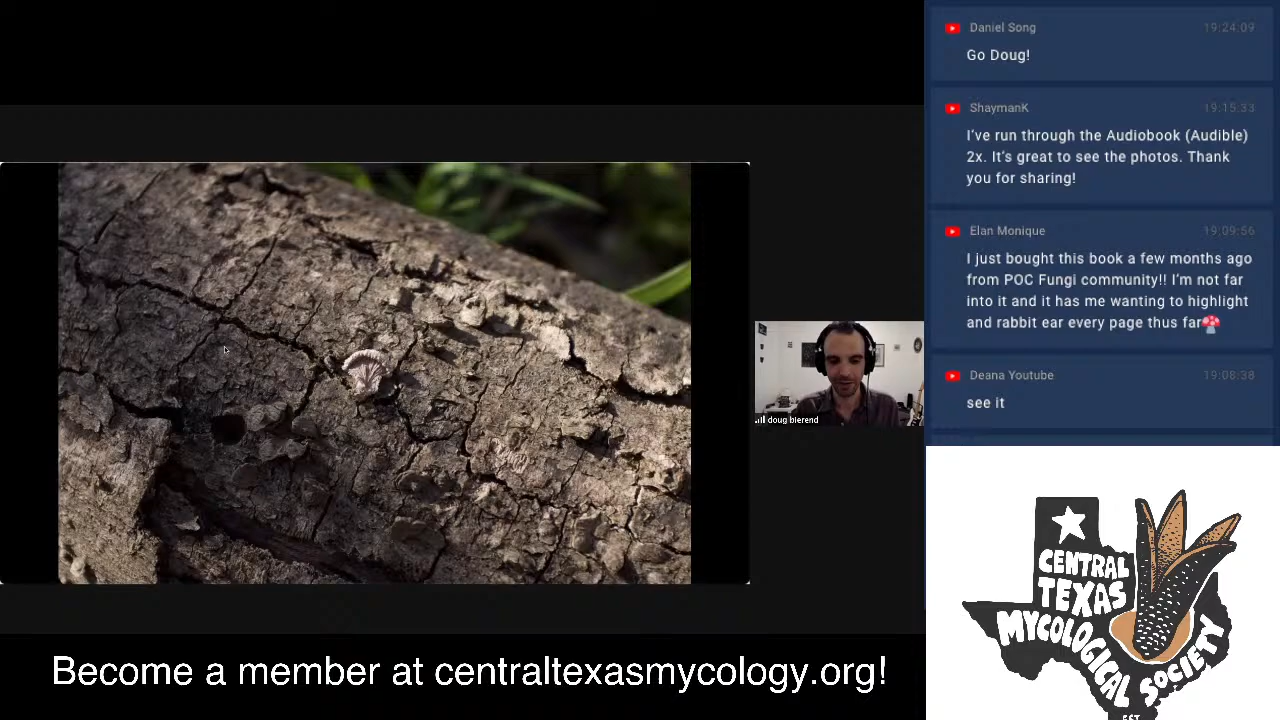 Daniel Song 19:24:09
Go Doug!
ShaymanK 19:15:33
I've run through the Audiobook (Audible)
2x. It's great to see the photos. Thank
you for sharing!
Elan Monique 19:09:56
I just bought this book a few months ago
from POC Fungi community!! I'm not far
into it and it has me wanting to highlight
and rabbit ear every page thus far🍄
Deana Youtube 19:08:38
see it
doug bierend
CENTRAL
TEXAS
MYCOLOGICAL
SOCIETY
EST
Become a member at centraltexasmycology.org!